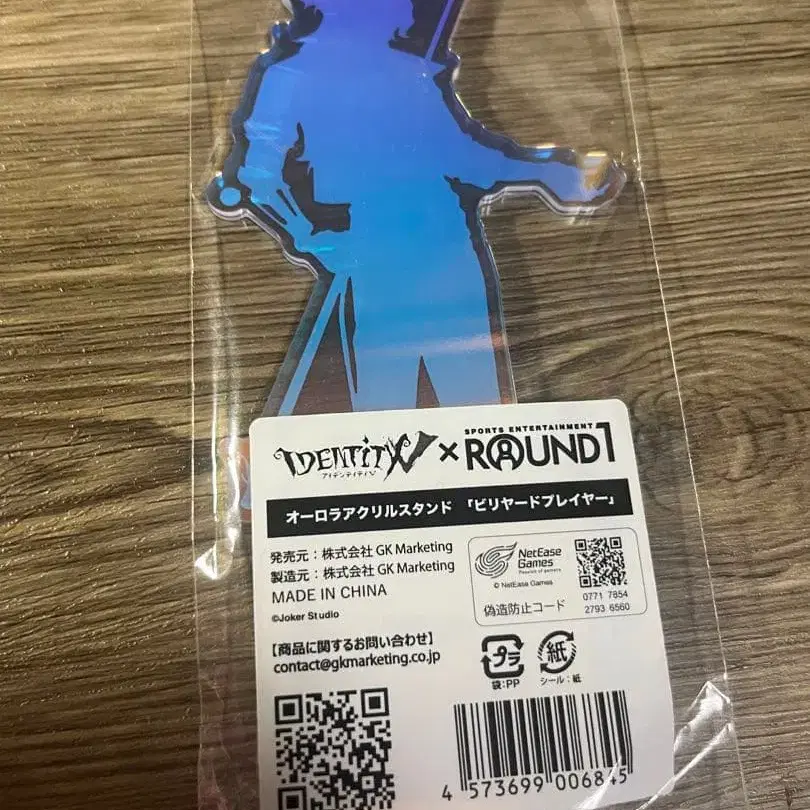 SPORTS ENTERTAINMENT
IDENTITY V × ROUND1
アイデンティティV
オーロラアクリルスタンド 「ビリヤードプレイヤー」
発売元：株式会社 GK Marketing
製造元：株式会社 GK Marketing
MADE IN CHINA
©Joker Studio
NetEase
Games
Passion of gamers
© NetEase Games
偽造防止コード
0771 7854
2793 6560
【商品に関するお問い合わせ】
contact@gkmarketing.co.jp
プラ
袋：PP
紙
シール：紙
4 573699 006845